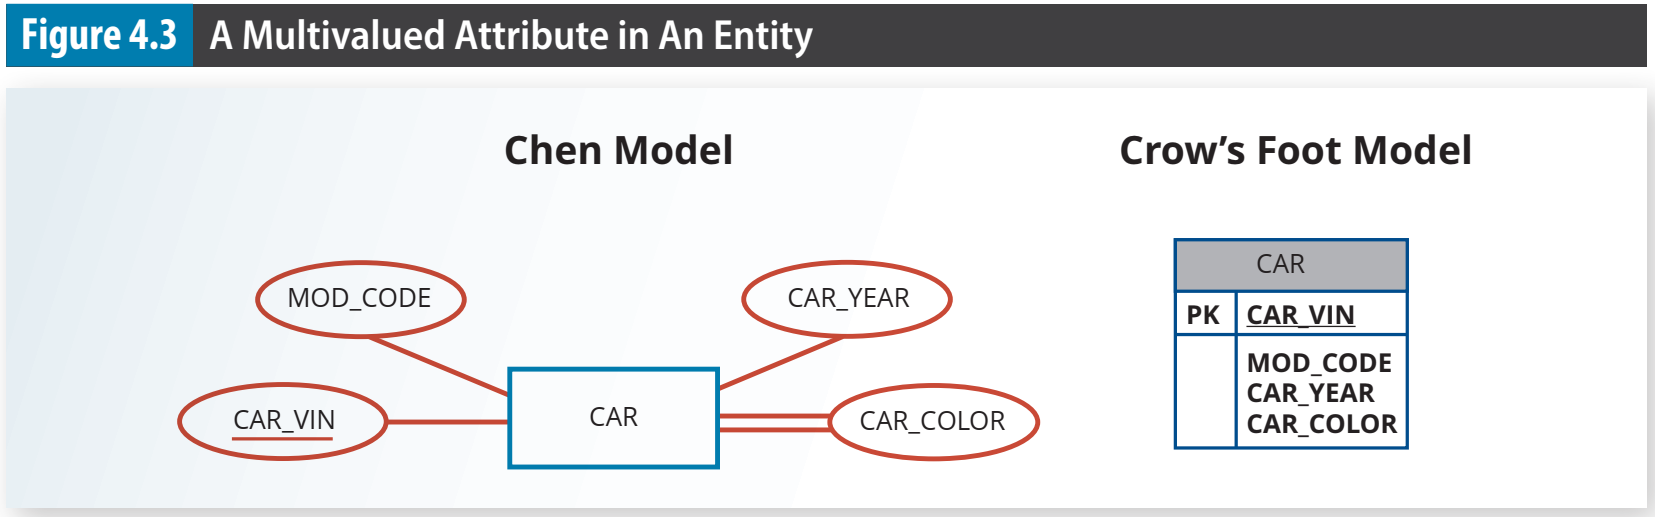 Figure 4.3 A Multivalued Attribute in An Entity
Chen Model
MOD_CODE
CAR_YEAR
CAR_VIN
CAR
CAR_COLOR
Crow’s Foot Model
CAR
PK CAR_VIN
MOD_CODE
CAR_YEAR
CAR_COLOR